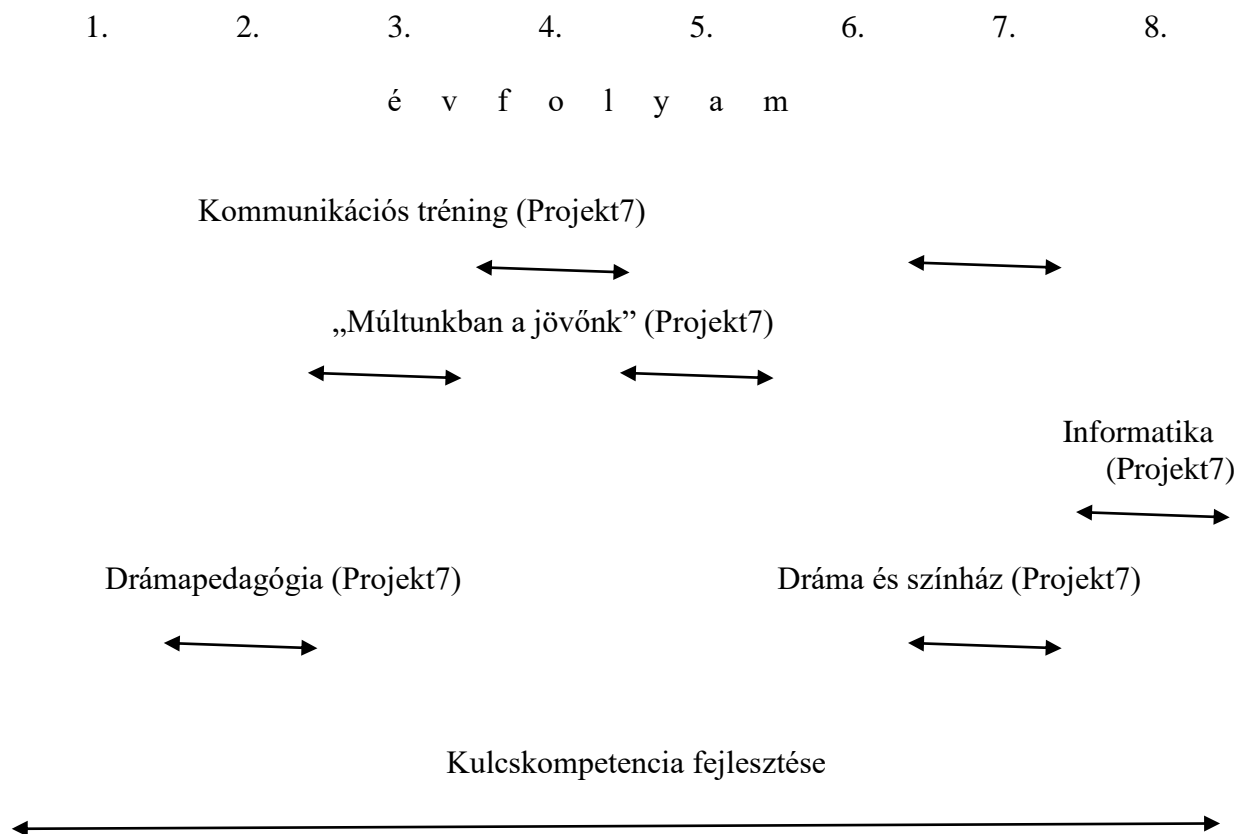 1. 2. 3. 4. 5. 6. 7. 8.
é v f o l y a m
Kommunikációs tréning (Projekt7)
„Múltunkban a jövőnk” (Projekt7)
Informatika
(Projekt7)
Drámapedagógia (Projekt7) Dráma és színház (Projekt7)
Kulcskompetencia fejlesztése